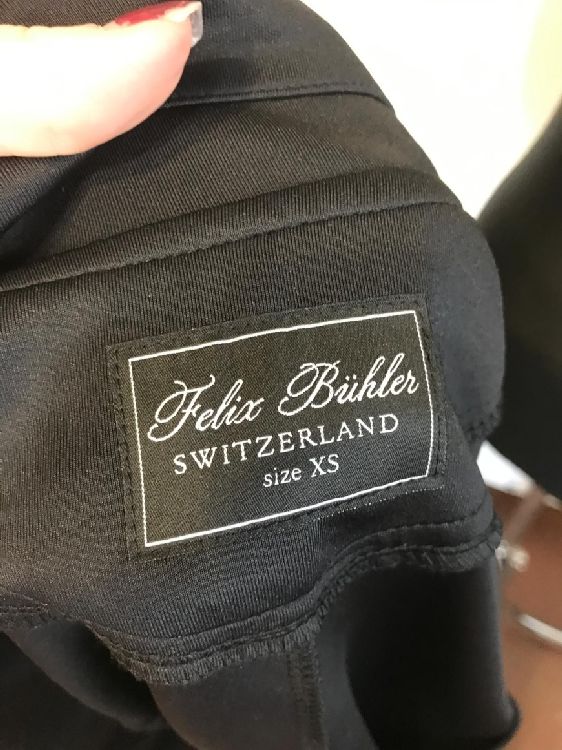 Felix Bühler
SWITZERLAND
size XS